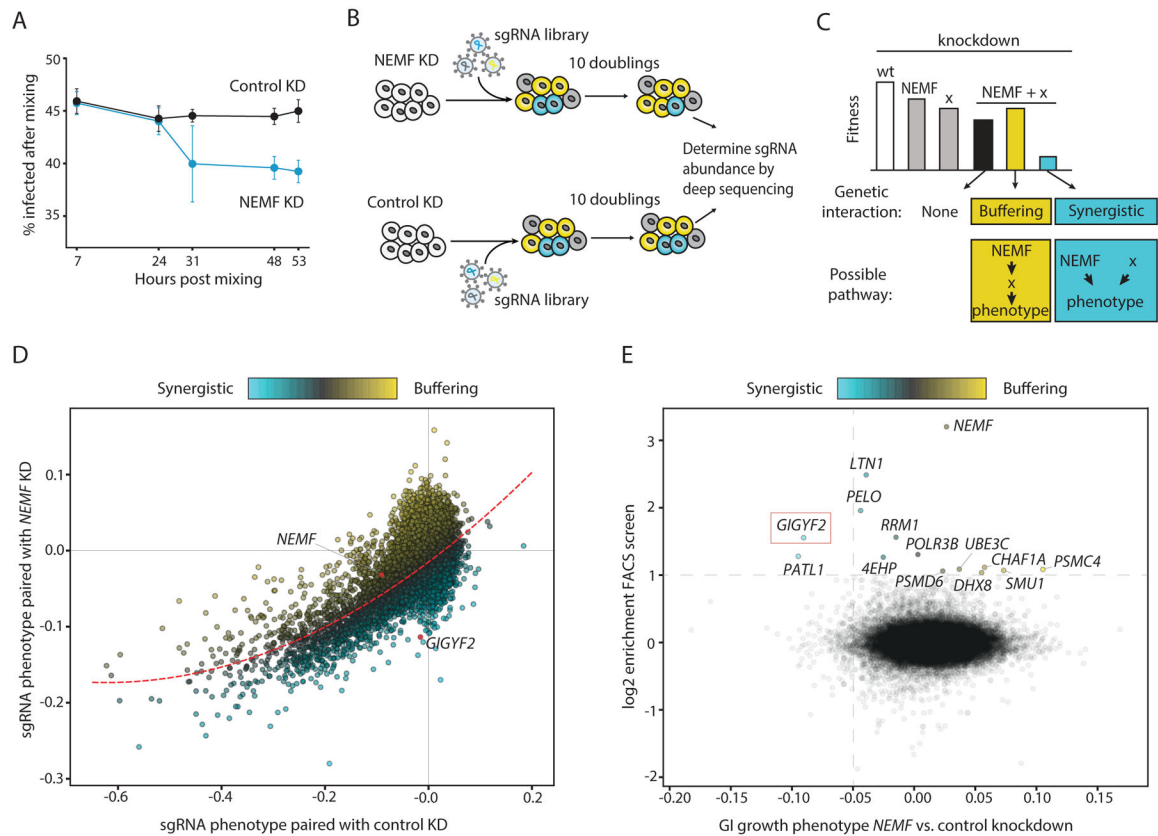 A
% infected after mixing
45
40
35
Control KD
NEMF KD
7
24
31
48
53
Hours post mixing
B
sgRNA library
NEMF KD
10 doublings
Determine sgRNA
abundance by
deep sequencing
Control KD
10 doublings
sgRNA library
C
knockdown
wt
NEMF
x
NEMF + x
Fitness
Genetic
interaction:
None
Buffering
Synergistic
Possible
pathway:
NEMF
x
phenotype
NEMF
x
phenotype
D
Synergistic
Buffering
sgRNA phenotype paired with NEMF KD
0.1
0.0
-0.1
-0.2
-0.3
NEMF
GIGYF2
-0.6
-0.4
-0.2
-0.0
0.2
sgRNA phenotype paired with control KD
E
Synergistic
Buffering
log2 enrichment FACS screen
3
2
1
0
-1
-2
NEMF
LTN1
PELO
GIGYF2
RRM1
POLR3B
UBE3C
CHAF1A
PSMC4
PATL1
4EHP
PSMD6
DHX8
SMU1
-0.20
-0.15
-0.10
-0.05
0.00
0.05
0.10
0.15
GI growth phenotype NEMF vs. control knockdown